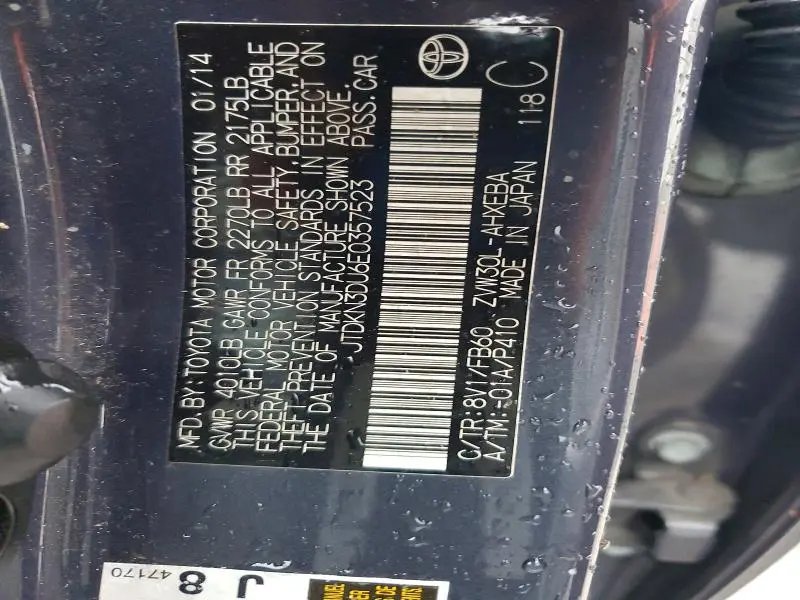 MFD. BY: TOYOTA MOTOR CORPORATION 01/14
GVWR 4010LB GAWR FR 2270LB RR 2175LB
THIS VEHICLE CONFORMS TO ALL APPLICABLE
FEDERAL MOTOR VEHICLE SAFETY, BUMPER, AND
THEFT PREVENTION STANDARDS IN EFFECT ON
THE DATE OF MANUFACTURE SHOWN ABOVE.
JTDKN3DU6E0357523 PASS. CAR
C/TR: 8V1/FB60 ZVW30L-AHXEBA
A/TM: -01A/P410 MADE IN JAPAN
118 C
J 8
47170